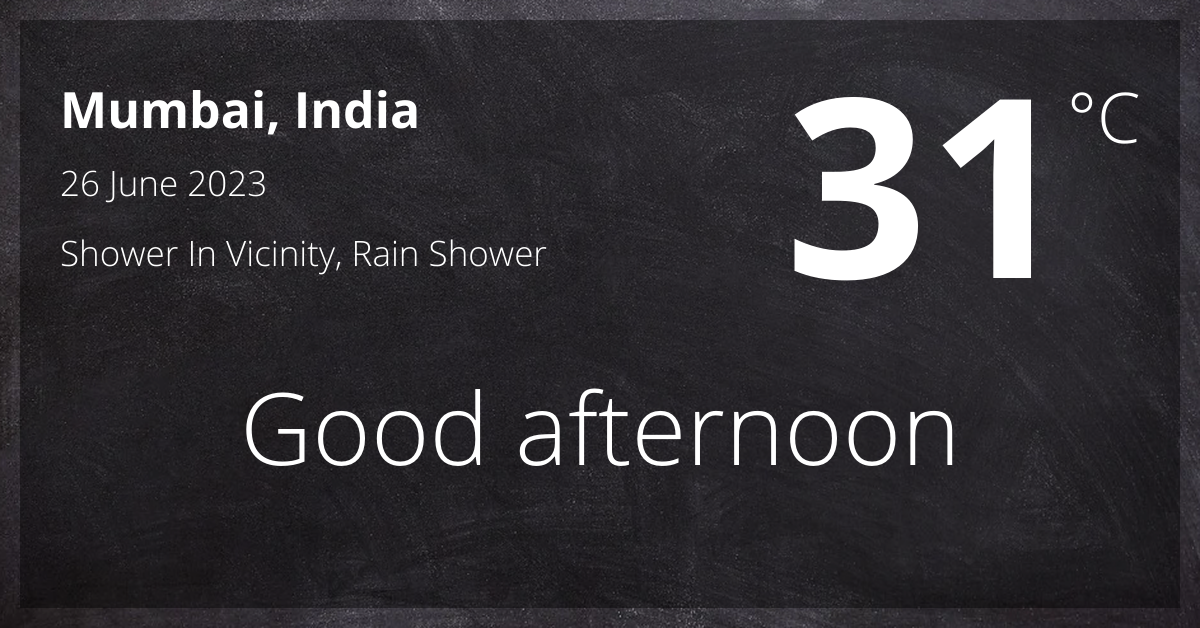 Mumbai, India
26 June 2023
Shower In Vicinity, Rain Shower
31 °C
Good afternoon